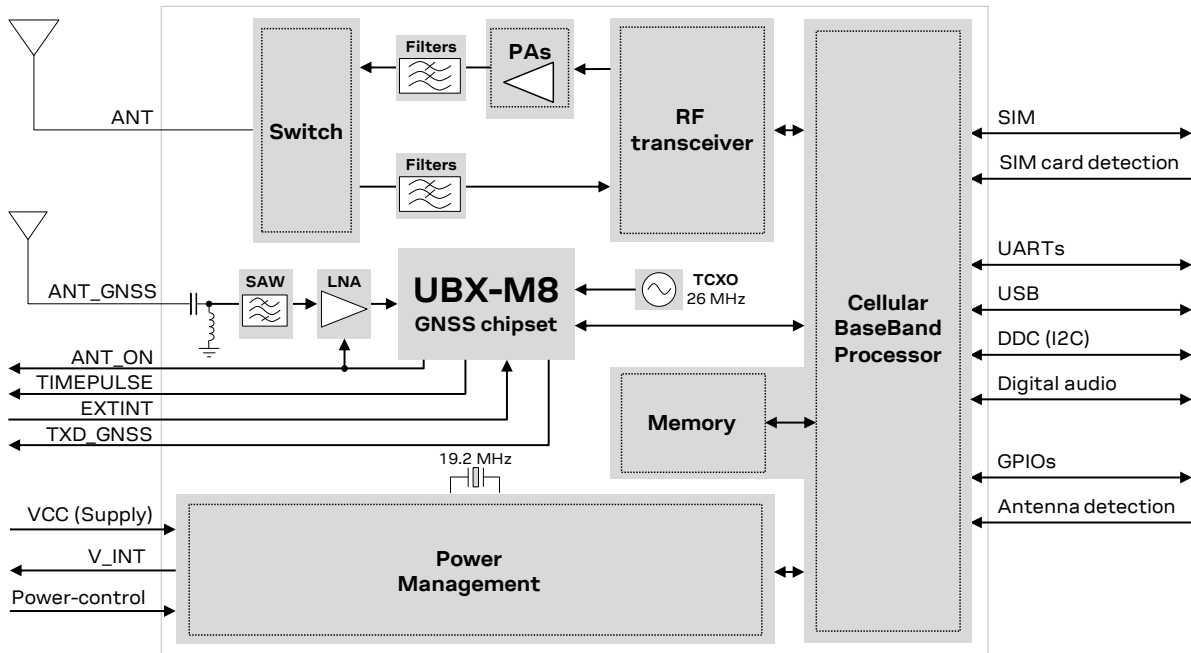 Filters
PAs
ANT
Switch
RF
transceiver
SIM
SIM card detection
Filters
UARTs
USB
DDC (I2C)
Digital audio
GPIOs
Antenna detection
Cellular
BaseBand
Processor
ANT_GNSS
SAW
LNA
UBX-M8
GNSS chipset
TCXO
26 MHz
ANT_ON
TIMEPULSE
EXTINT
TXD_GNSS
Memory
19.2 MHz
VCC (Supply)
V_INT
Power-control
Power
Management